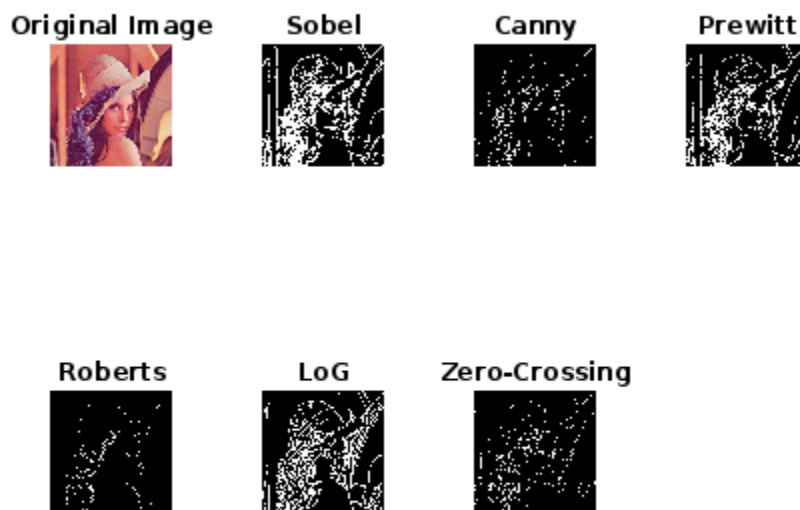 Original Image
Sobel
Canny
Prewitt
Roberts
LoG
Zero-Crossing